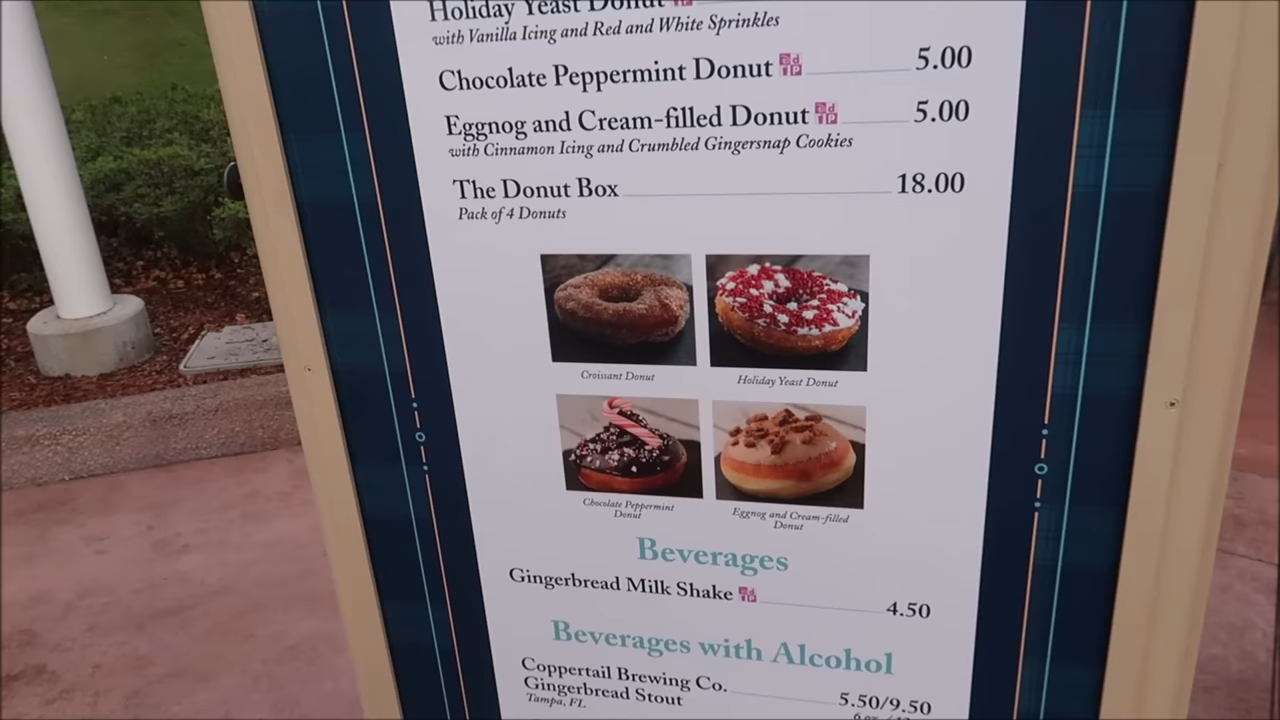 Holiday Yeast Donut
with Vanilla Icing and Red and White Sprinkles
Chocolate Peppermint Donut 5.00
Eggnog and Cream-filled Donut 5.00
with Cinnamon Icing and Crumbled Gingersnap Cookies
The Donut Box 18.00
Pack of 4 Donuts
Croissant Donut
Holiday Yeast Donut
Chocolate Peppermint
Donut
Eggnog and Cream-filled
Donut
Beverages
Gingerbread Milk Shake 4.50
Beverages with Alcohol
Coppertail Brewing Co.
Gingerbread Stout 5.50/9.50
Tampa, FL
6 oz.